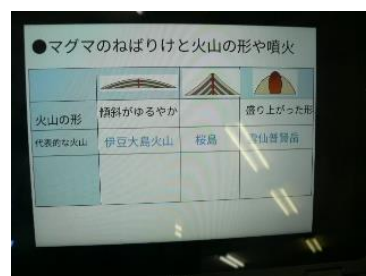 ●マグマのねばりけと火山の形や噴火
火山の形 傾斜がゆるやか 盛り上がった形
代表的な火山 伊豆大島火山 桜島 雲仙普賢岳